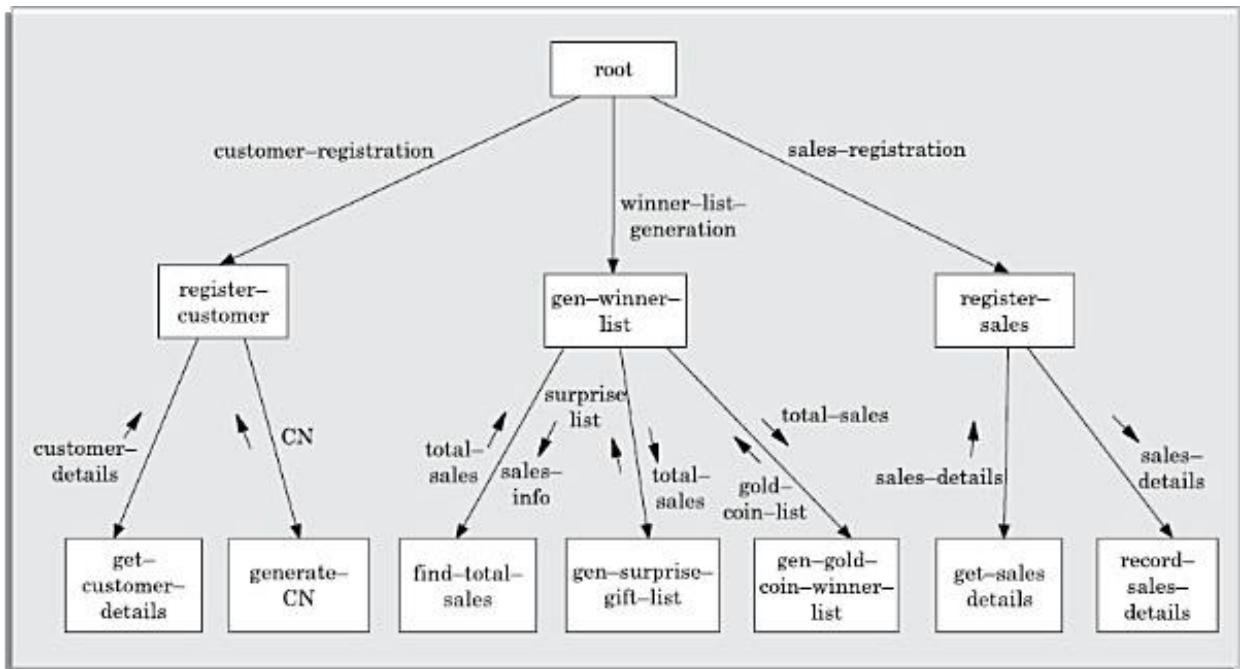 root
customer–registration
sales–registration
winner–list–
generation
register–
customer
gen–winner–
list
register–
sales
customer–
details
CN
total–
sales
surprise
list
sales–
info
total–
sales
total–sales
gold–
coin–list
sales–details
sales–
details
get–
customer–
details
generate–
CN
find–total–
sales
gen–surprise–
gift–list
gen–gold–
coin–winner–
list
get–sales
details
record–
sales–
details